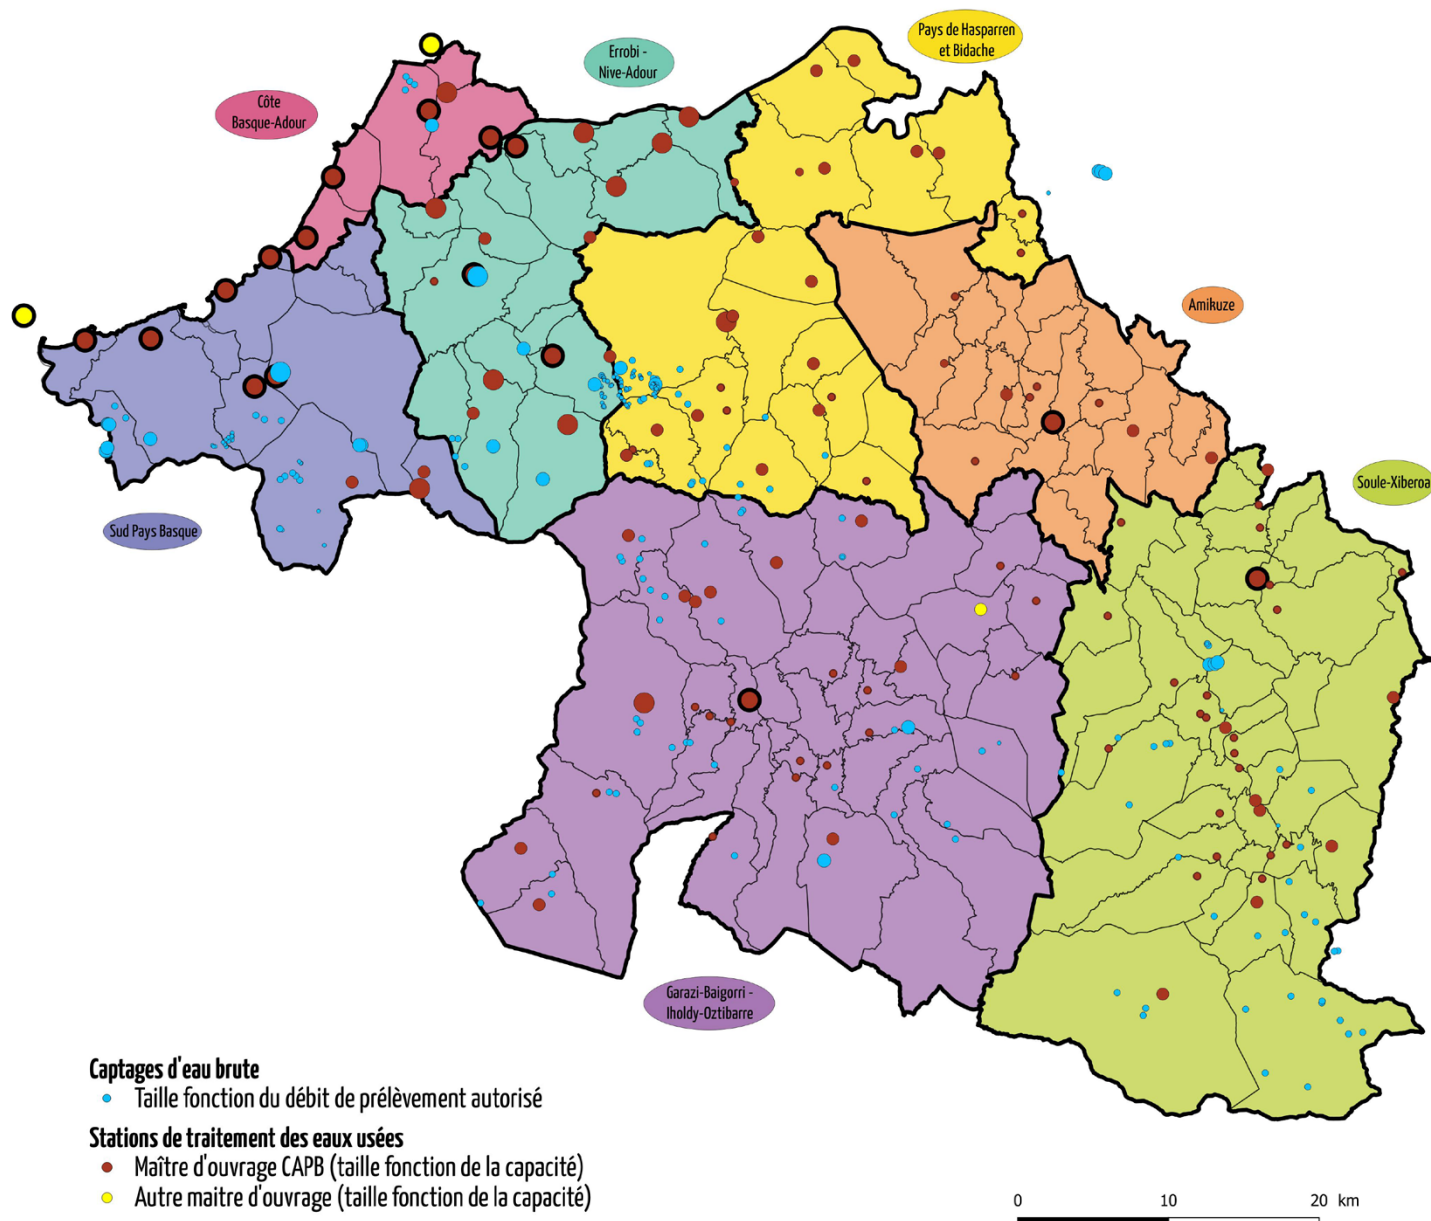 Pays de Hasparren
et Bidache
Errobi -
Nive-Adour
Côte
Basque-Adour
Amikuze
Soule-Xiberoa
Sud Pays Basque
Garazi-Baigorri -
Iholdy-Oztibarre
Captages d'eau brute
Taille fonction du débit de prélèvement autorisé
Stations de traitement des eaux usées
Maître d'ouvrage CAPB (taille fonction de la capacité)
Autre maitre d'ouvrage (taille fonction de la capacité)
0 10 20 km